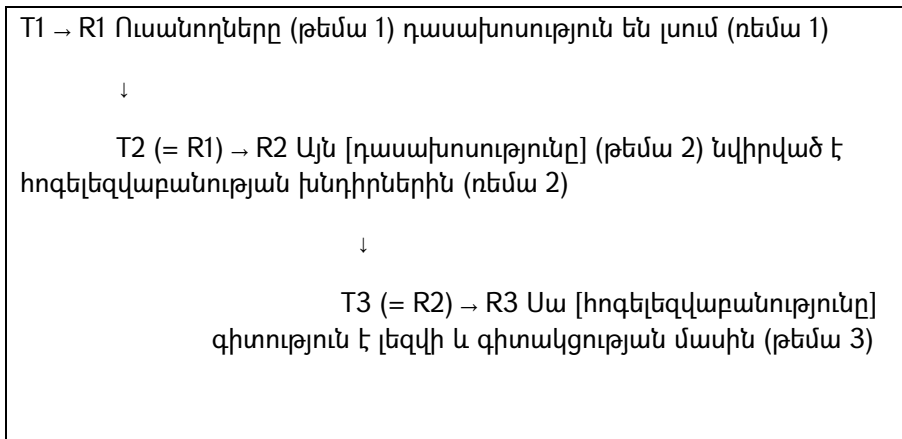 T1 → R1 Ուսանողները (թեմա 1) դասախոսություն են լսում (ռեմա 1)
↓
T2 (= R1) → R2 Այն [դասախոսությունը] (թեմա 2) նվիրված է
հոգելեզվաբանության խնդիրներին (ռեմա 2)
↓
T3 (= R2) → R3 Սա [հոգելեզվաբանությունը]
գիտություն է լեզվի և գիտակցության մասին (թեմա 3)